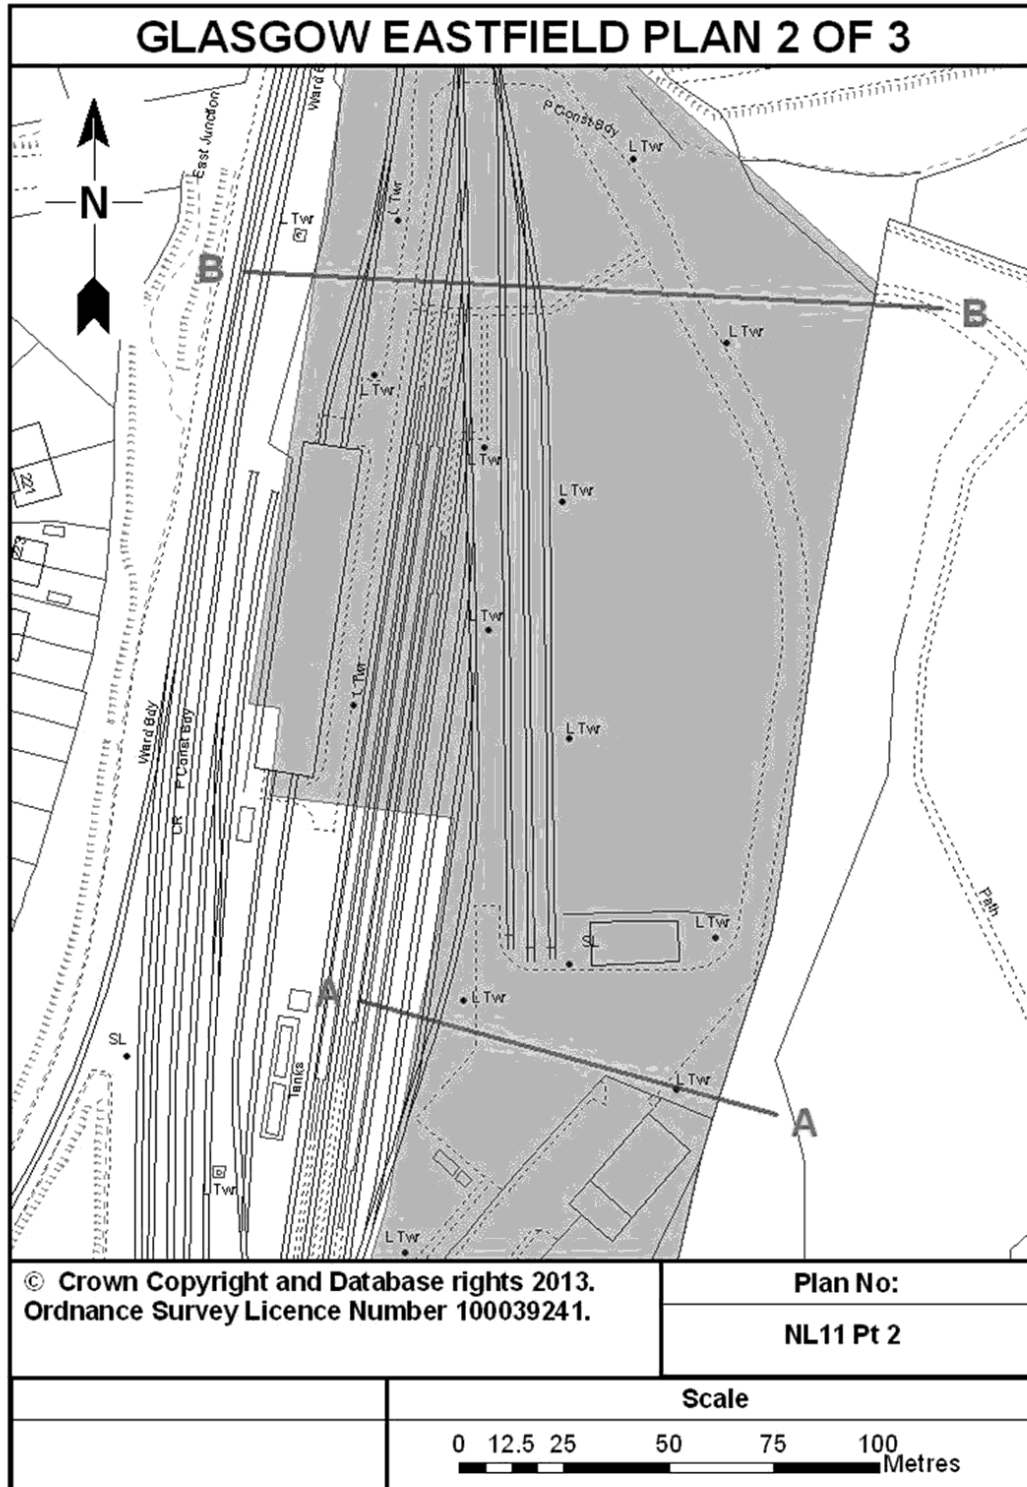 GLASGOW EASTFIELD PLAN 2 OF 3
East Junction
P Const Bdy
L Twr
L Twr
L Twr
N
B
B
L Twr
L Twr
L Twr
L Twr
221
223
Twr
L Twr
Ward Bdy
P Const Bdy
L Twr
LR
Path
L Twr
SL
A
L Twr
SL
Tanks
L Twr
A
L Twr
L Twr
© Crown Copyright and Database rights 2013.
Ordnance Survey Licence Number 100039241.
Plan No:
NL11 Pt 2
Scale
0 12.5 25 50 75 100
Metres